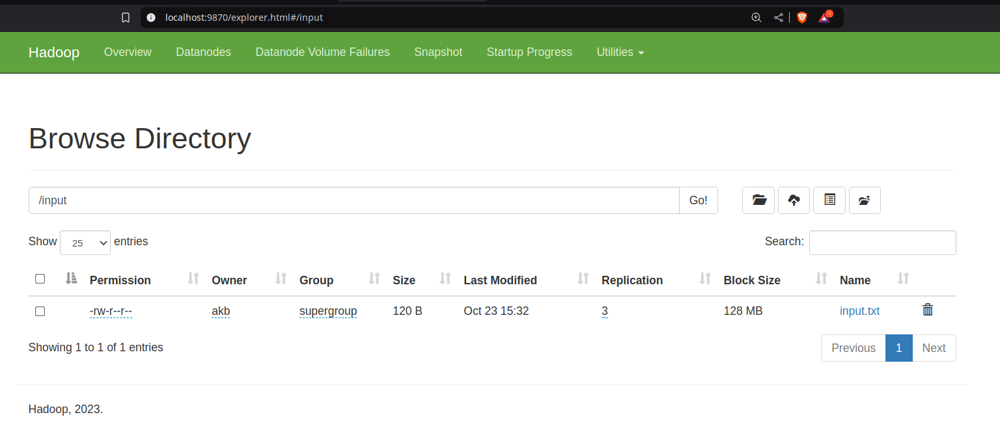 localhost:9870/explorer.html#/input
1
Hadoop Overview Datanodes Datanode Volume Failures Snapshot Startup Progress Utilities
Browse Directory
/input Go!
Show 25 entries Search:
Permission Owner Group Size Last Modified Replication Block Size Name
-rw-r--r-- akb supergroup 120 B Oct 23 15:32 3 128 MB input.txt
Showing 1 to 1 of 1 entries Previous 1 Next
Hadoop, 2023.